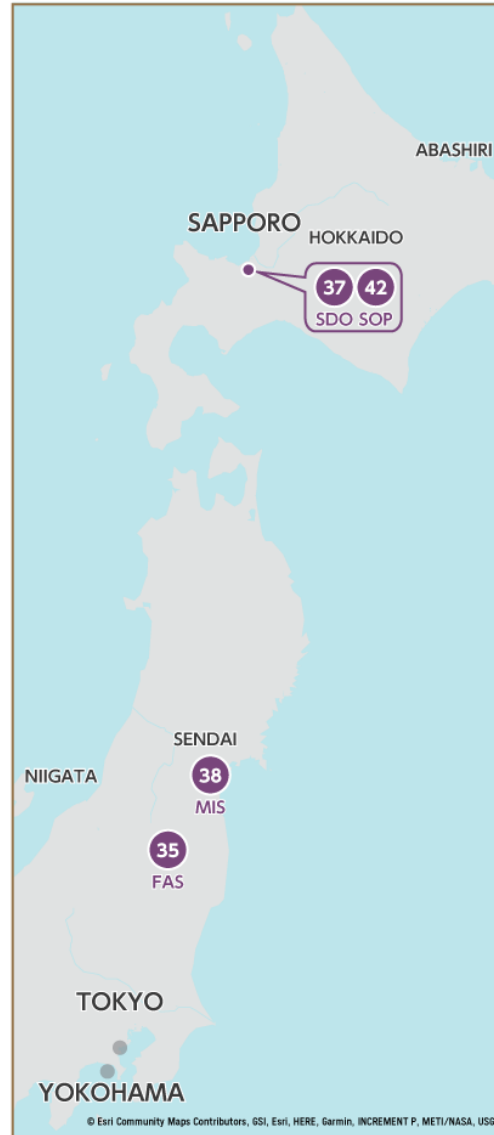 ABASHIRI
SAPPORO
HOKKAIDO
37 42
SDO SOP
SENDAI
NIIGATA
38
MIS
35
FAS
TOKYO
YOKOHAMA
© Esri Community Maps Contributors, GSI, Esri, HERE, Garmin, INCREMENT P, METI/NASA, USG